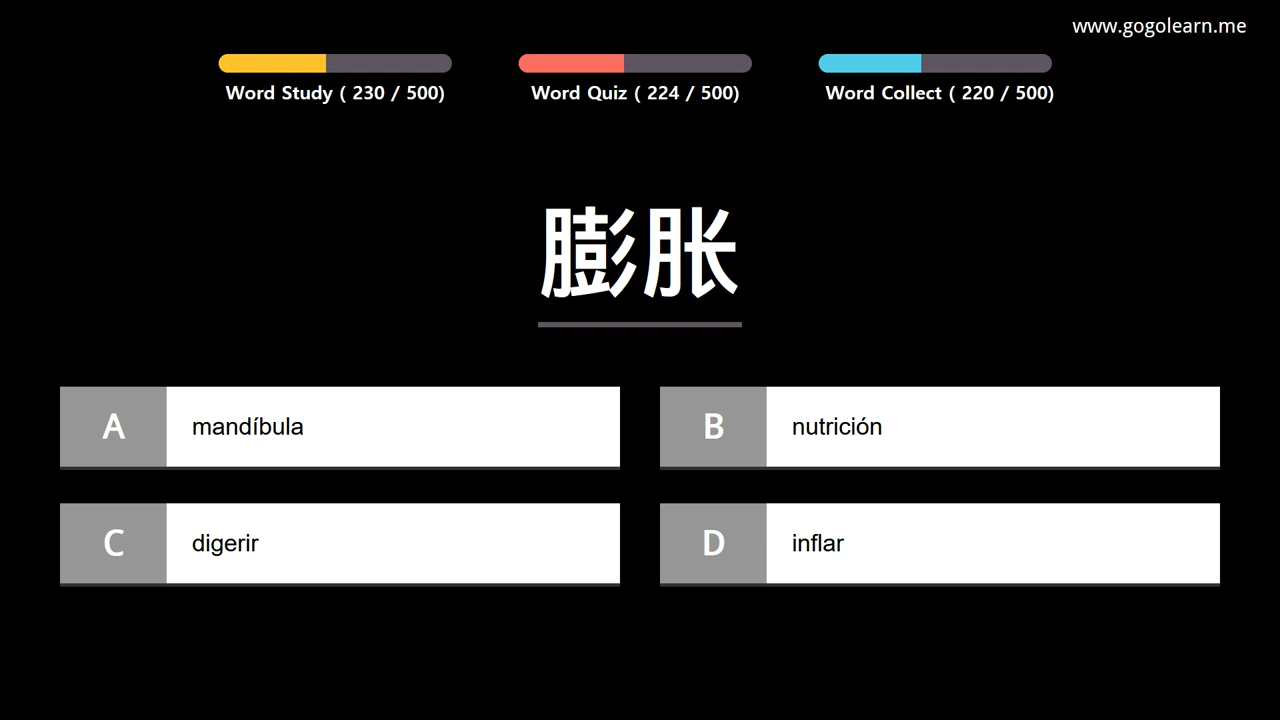 www.gogolearn.me
Word Study ( 230 / 500)
Word Quiz ( 224 / 500)
Word Collect ( 220 / 500)
膨胀
A mandíbula
B nutrición
C digerir
D inflar